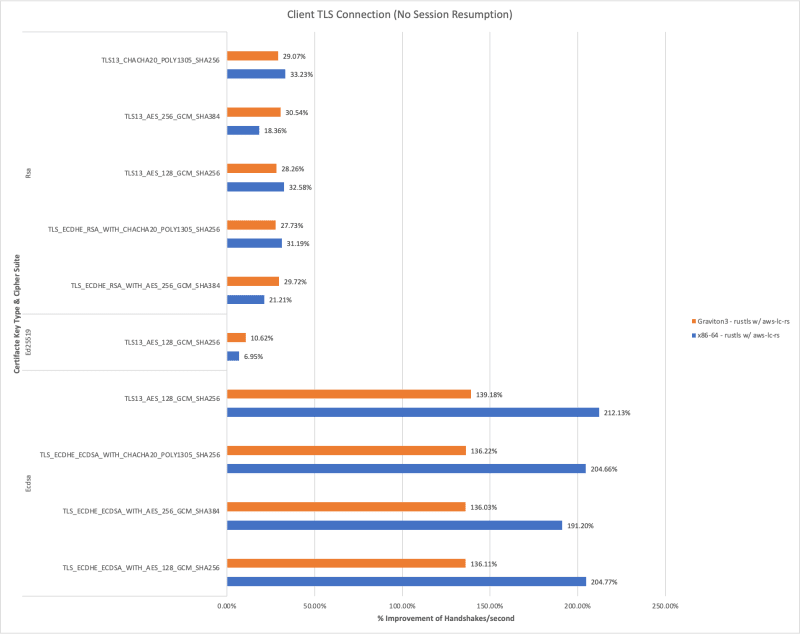 Client TLS Connection (No Session Resumption)
Certifacte Key Type & Cipher Suite
Rsa
TLS13_CHACHA20_POLY1305_SHA256
29.07%
33.23%
TLS13_AES_256_GCM_SHA384
30.54%
18.36%
TLS13_AES_128_GCM_SHA256
28.26%
32.58%
TLS_ECDHE_RSA_WITH_CHACHA20_POLY1305_SHA256
27.73%
31.19%
TLS_ECDHE_RSA_WITH_AES_256_GCM_SHA384
29.72%
21.21%
Ed25519
TLS13_AES_128_GCM_SHA256
10.62%
6.95%
Ecdsa
TLS13_AES_128_GCM_SHA256
139.18%
212.13%
TLS_ECDHE_ECDSA_WITH_CHACHA20_POLY1305_SHA256
136.22%
204.66%
TLS_ECDHE_ECDSA_WITH_AES_256_GCM_SHA384
136.03%
191.20%
TLS_ECDHE_ECDSA_WITH_AES_128_GCM_SHA256
136.11%
204.77%
0.00% 50.00% 100.00% 150.00% 200.00% 250.00%
% Improvement of Handshakes/second
Graviton3 - rustls w/ aws-lc-rs
x86-64 - rustls w/ aws-lc-rs